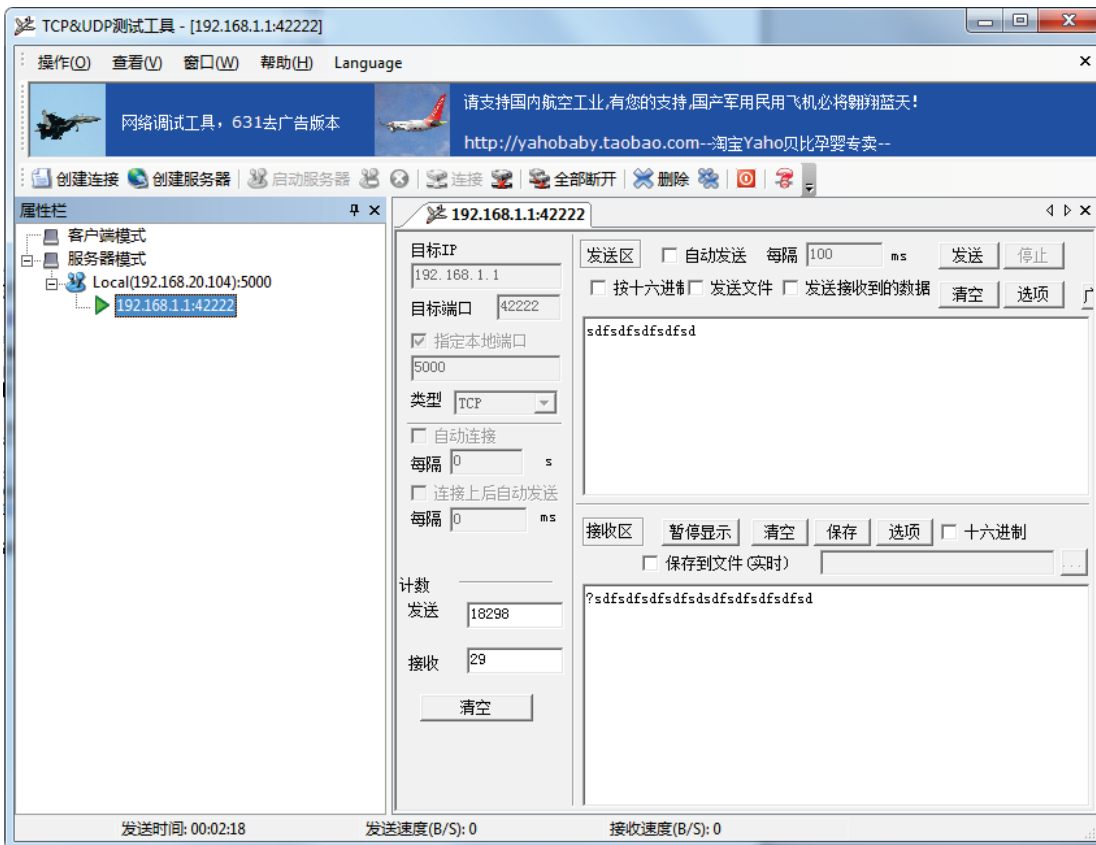 TCP&UDP测试工具 - [192.168.1.1:42222]
操作(O) 查看(V) 窗口(W) 帮助(H) Language
网络调试工具，631去广告版本
请支持国内航空工业,有您的支持,国产军用民用飞机必将翱翔蓝天!
http://yahobaby.taobao.com--淘宝Yaho贝比孕婴专卖--
创建连接 创建服务器 启动服务器 连接 全部断开 删除
属性栏
客户端模式
服务器模式
Local(192.168.20.104):5000
192.168.1.1:42222
192.168.1.1:42222
目标IP
192.168.1.1
目标端口 42222
指定本地端口
5000
类型 TCP
自动连接
每隔 0 s
连接上后自动发送
每隔 0 ms
计数
发送 18298
接收 29
清空
发送区 自动发送 每隔 100 ms 发送 停止
按十六进制 发送文件 发送接收到的数据 清空 选项
sdfsdfsdfsdfsd
接收区 暂停显示 清空 保存 选项 十六进制
保存到文件(实时) ...
?sdfsdfsdfsdfsdsdfsdfsdfsdfsd
发送时间: 00:02:18 发送速度(B/S): 0 接收速度(B/S): 0